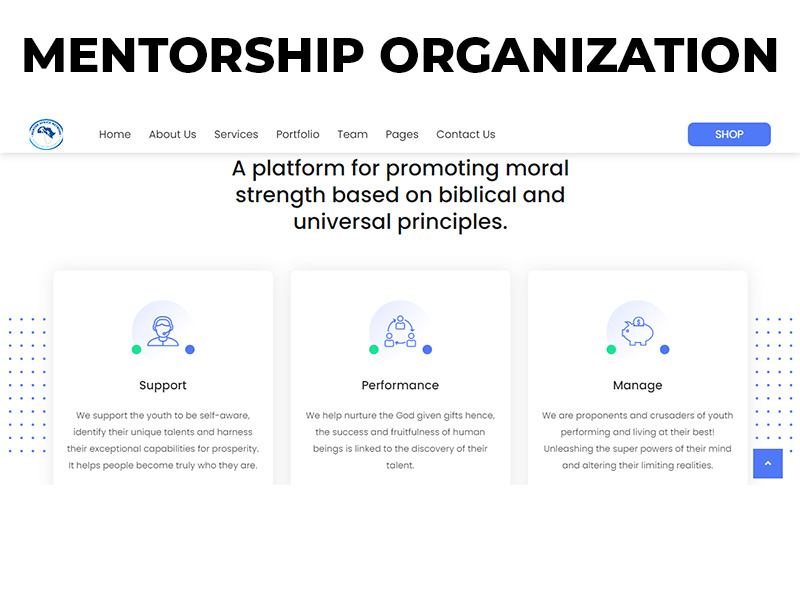 MENTORSHIP ORGANIZATION
Home About Us Services Portfolio Team Pages Contact Us SHOP
A platform for promoting moral
strength based on biblical and
universal principles.
Support
We support the youth to be self-aware,
identify their unique talents and harness
their exceptional capabilities for prosperity.
It helps people become truly who they are.
Performance
We help nurture the God given gifts hence,
the success and fruitfulness of human
beings is linked to the discovery of their
talent.
Manage
We are proponents and crusaders of youth
performing and living at their best!
Unleashing the super powers of their mind
and altering their limiting realities.